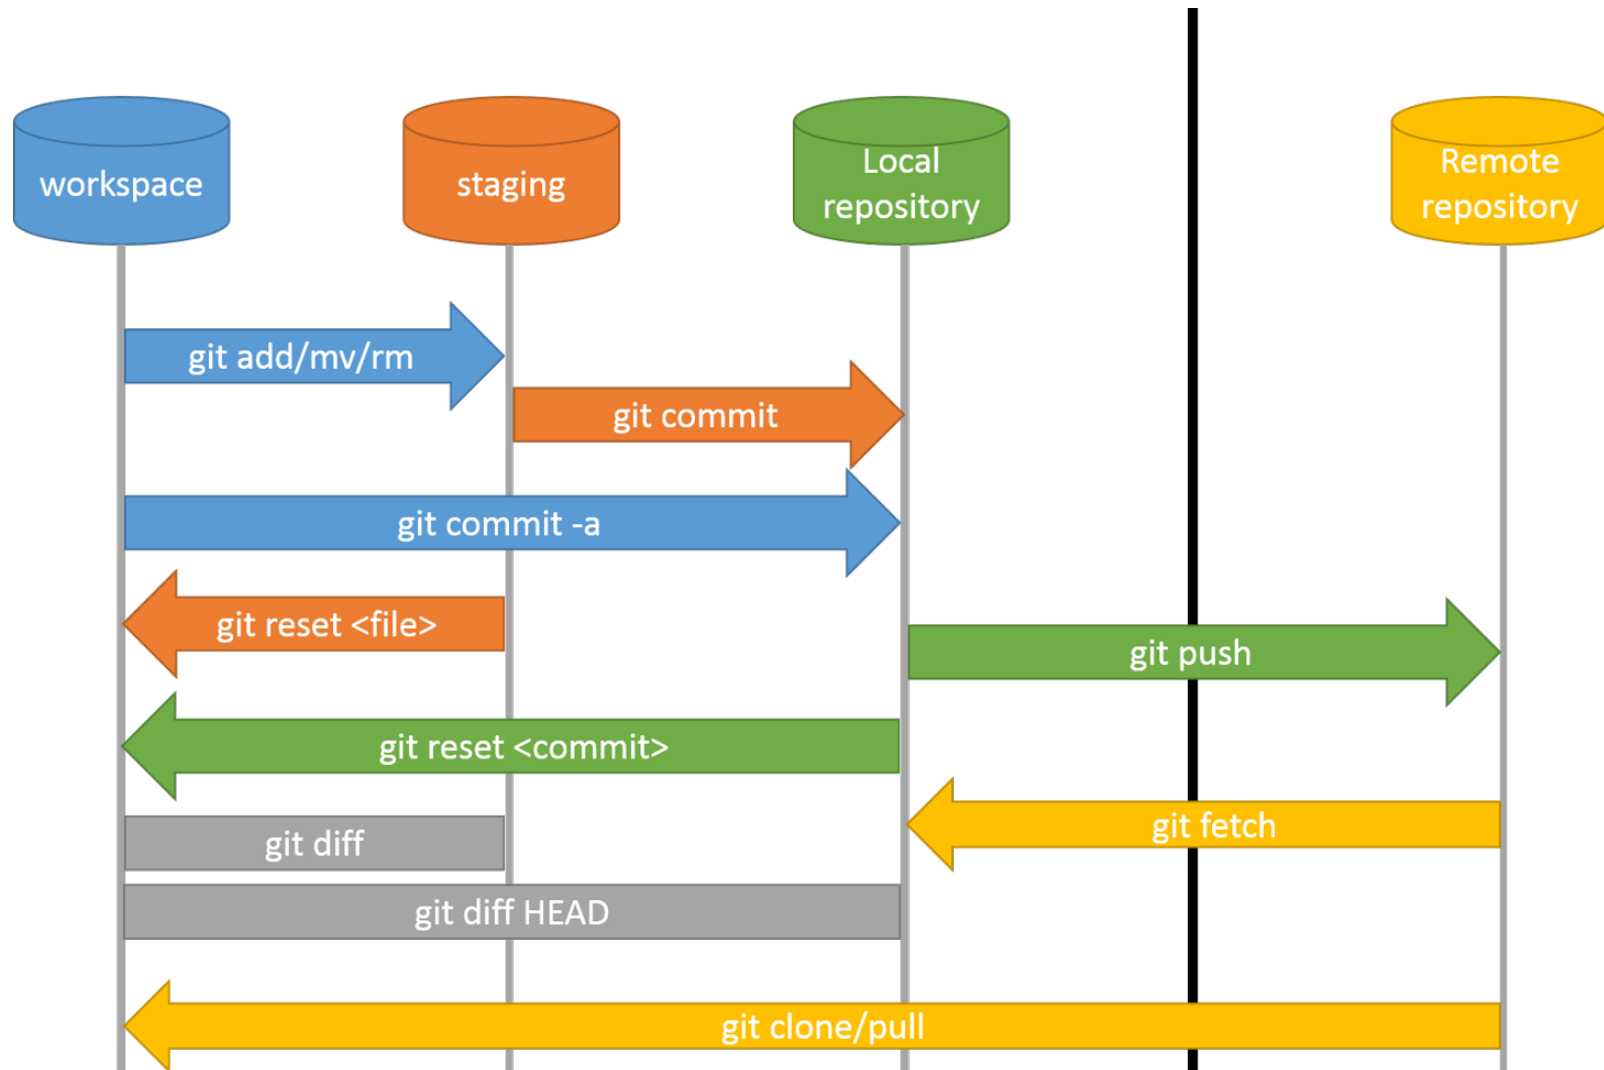 workspace
staging
Local
repository
Remote
repository
git add/mv/rm
git commit
git commit -a
git reset <file>
git push
git reset <commit>
git fetch
git diff
git diff HEAD
git clone/pull